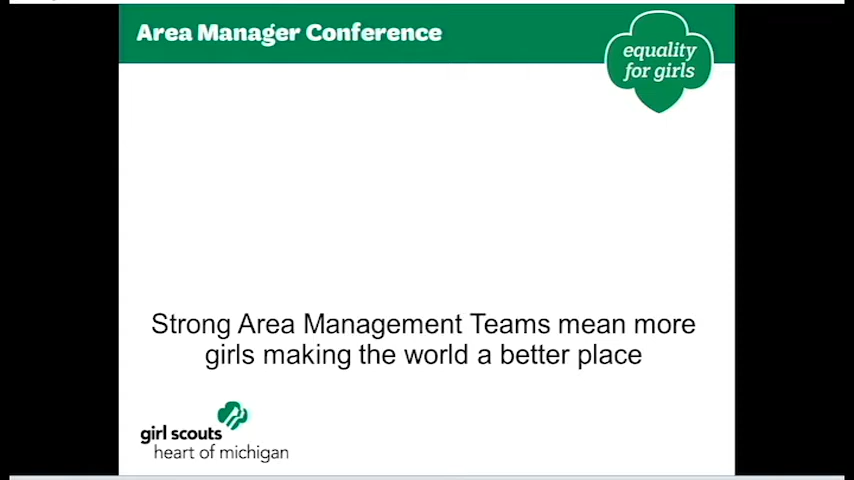 Area Manager Conference
equality
for girls
Strong Area Management Teams mean more
girls making the world a better place
girl scouts
heart of michigan